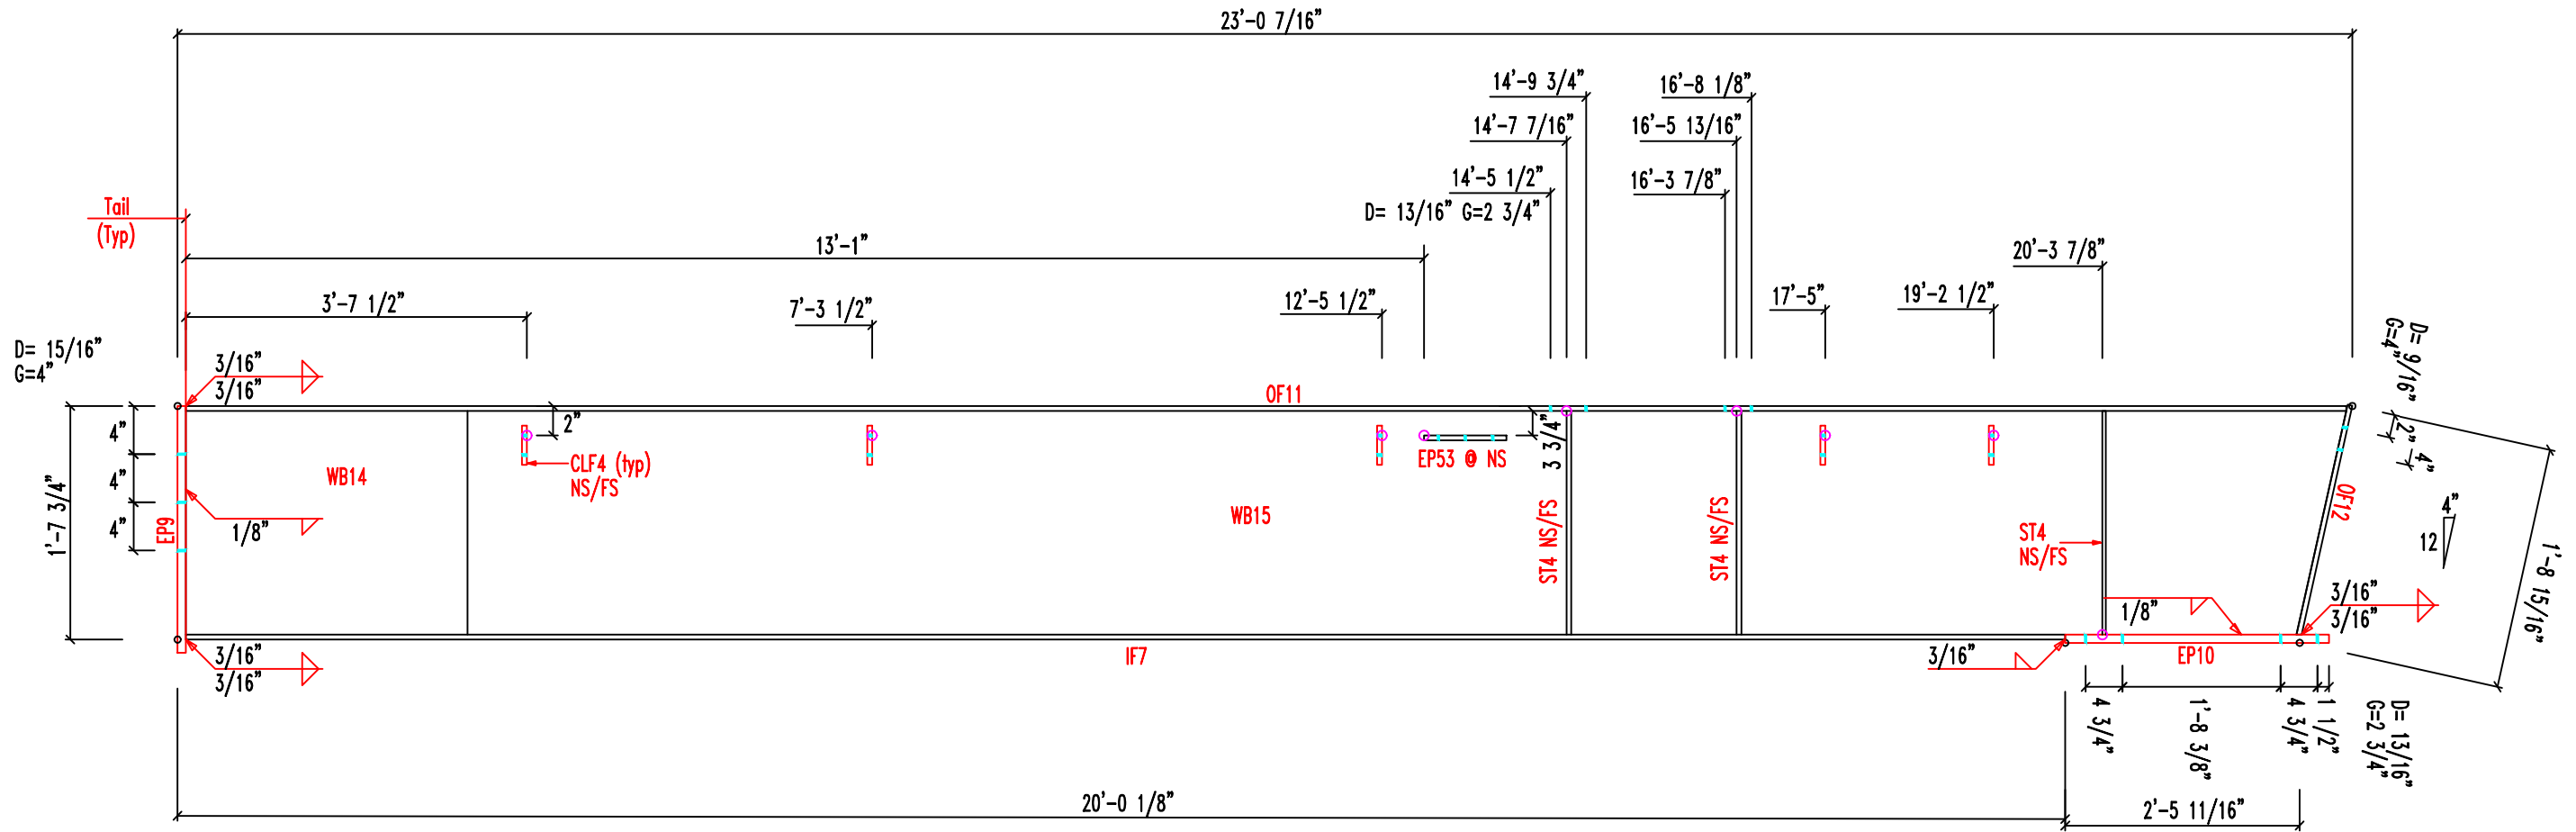 23'-0 7/16"
14'-9 3/4"
16'-8 1/8"
14'-7 7/16"
16'-5 13/16"
14'-5 1/2"
16'-3 7/8"
D= 13/16" G=2 3/4"
Tail
(Typ)
13'-1"
20'-3 7/8"
3'-7 1/2"
7'-3 1/2"
12'-5 1/2"
17'-5"
19'-2 1/2"
D= 15/16"
G=4"
3/16"
3/16"
OF11
D= 9/16"
G=4"
2"
4"
2"
3 3/4"
4"
4"
4"
1'-7 3/4"
EP9
WB14
CLF4 (typ)
NS/FS
EP53 @ NS
WB15
1/8"
ST4 NS/FS
ST4 NS/FS
ST4
NS/FS
OF12
4"
12
1'-8 15/16"
1/8"
3/16"
3/16"
3/16"
3/16"
IF7
3/16"
EP10
4 3/4"
1'-8 3/8"
4 3/4"
1 1/2"
D= 13/16"
G=2 3/4"
20'-0 1/8"
2'-5 11/16"